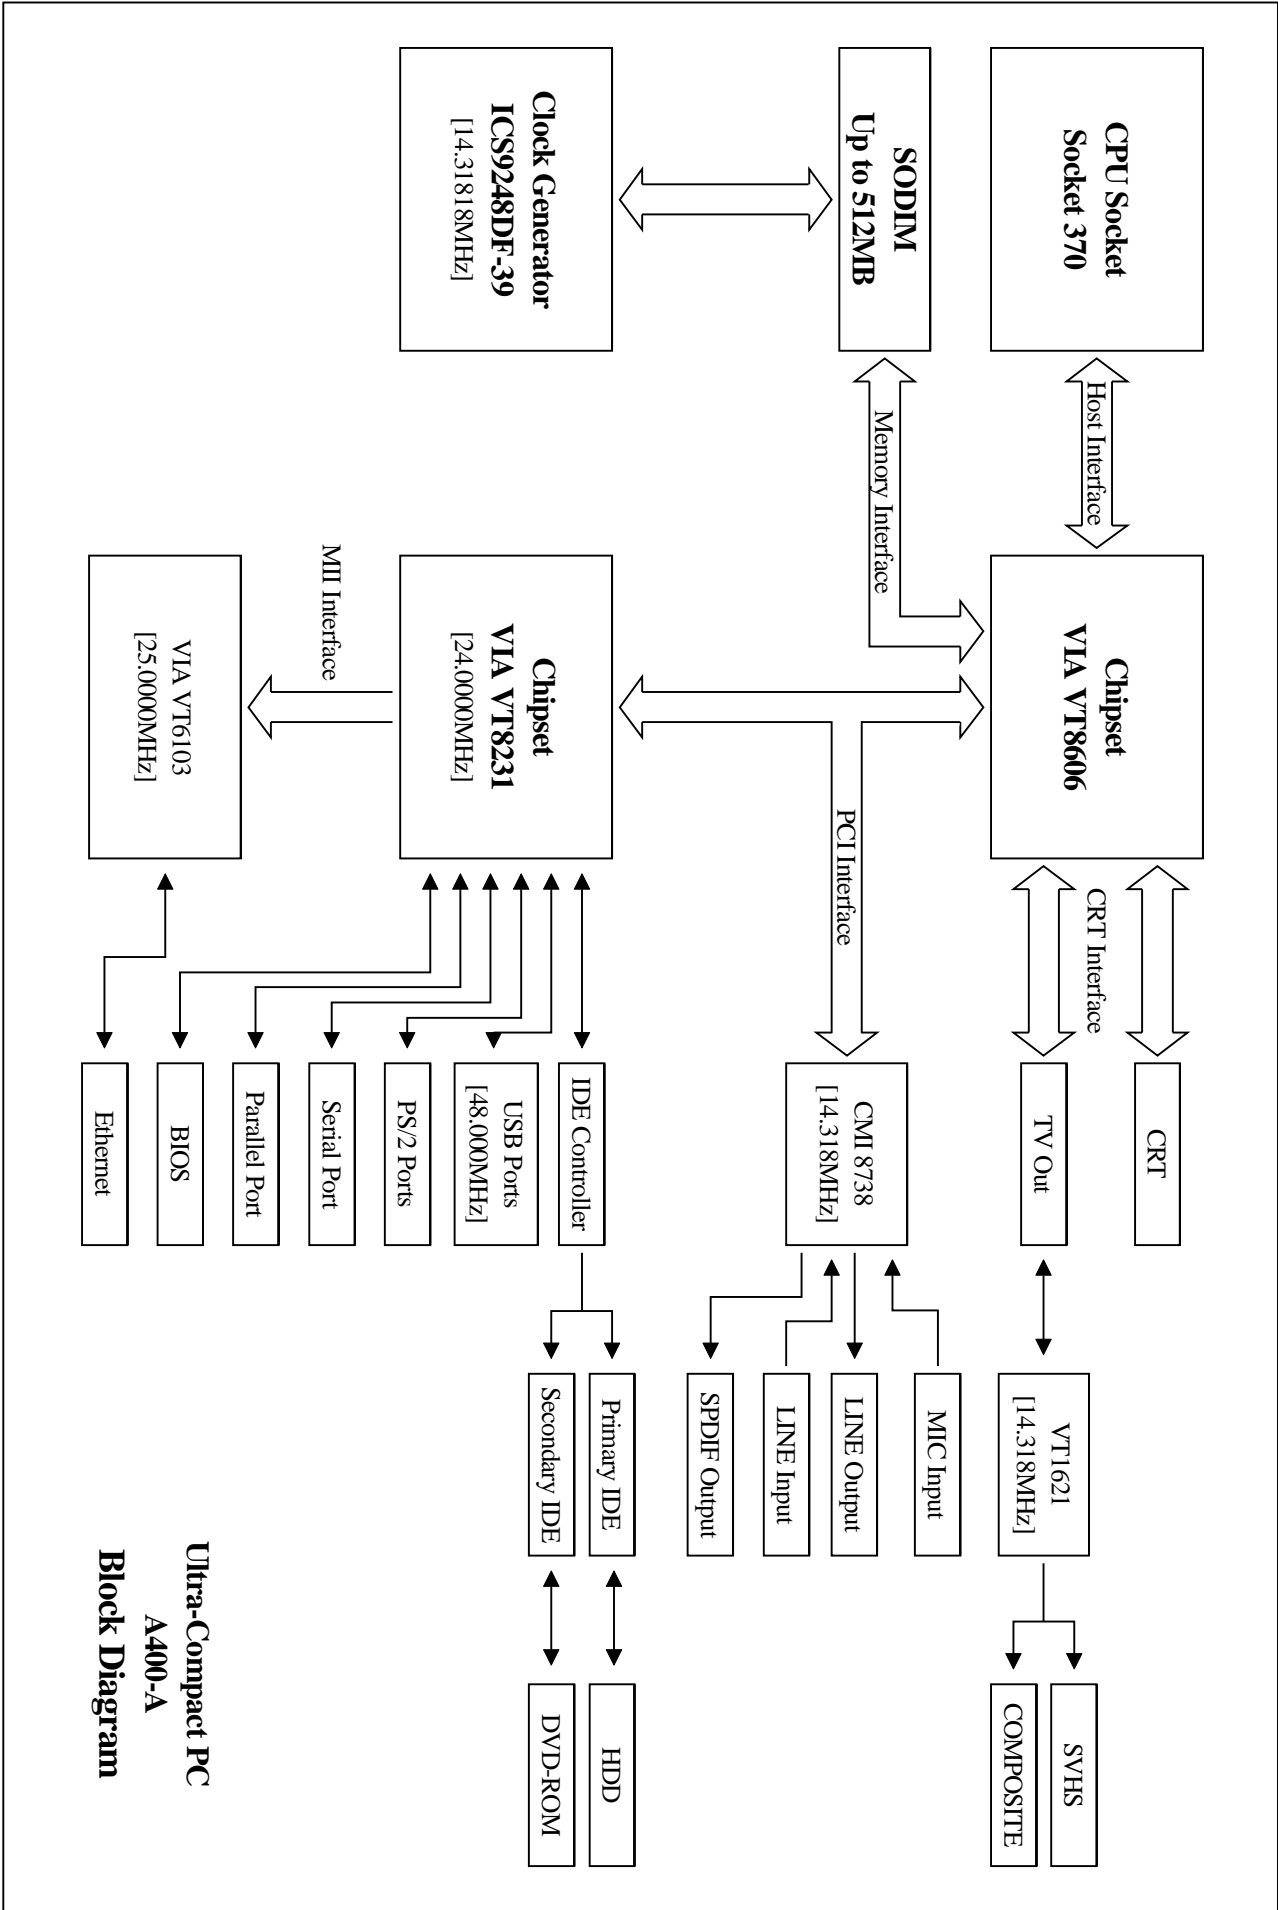 CPU Socket
Socket 370
Host Interface
Chipset
VIA VT8606
CRT Interface
CRT
TV Out
VT1621
[14.318MHz]
SVHS
COMPOSITE
SODIM
Up to 512MB
Memory Interface
PCI Interface
CMI 8738
[14.318MHz]
MIC Input
LINE Output
LINE Input
SPDIF Output
Clock Generator
ICS9248DF-39
[14.31818MHz]
Chipset
VIA VT8231
[24.0000MHz]
IDE Controller
Primary IDE
HDD
Secondary IDE
DVD-ROM
USB Ports
[48.000MHz]
PS/2 Ports
Serial Port
Parallel Port
BIOS
Ethernet
MII Interface
VIA VT6103
[25.0000MHz]
Ultra-Compact PC
A400-A
Block Diagram